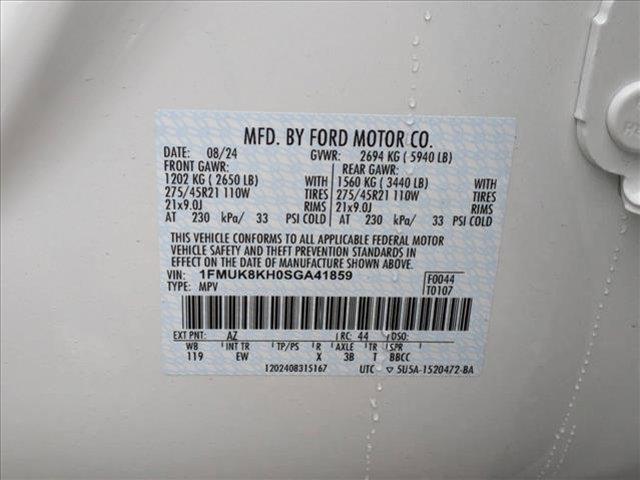 MFD. BY FORD MOTOR CO.
DATE: 08/24 GVWR: 2694 KG ( 5940 LB)
FRONT GAWR: REAR GAWR:
1202 KG ( 2650 LB) WITH 1560 KG ( 3440 LB) WITH
275/45R21 110W TIRES 275/45R21 110W TIRES
21x9.0J RIMS 21x9.0J RIMS
AT 230 kPa/ 33 PSI COLD AT 230 kPa/ 33 PSI COLD
THIS VEHICLE CONFORMS TO ALL APPLICABLE FEDERAL MOTOR
VEHICLE SAFETY AND THEFT PREVENTION STANDARDS IN
EFFECT ON THE DATE OF MANUFACTURE SHOWN ABOVE.
VIN: 1FMUK8KH0SGA41859 F0044
TYPE: MPV T0107
EXT PNT: AZ RC: 44 DSO:
WB INT TR TP/PS R AXLE TR SPR
119 EW X 3B T BBCC
1202408315167 UTC ▽ 5U5A-1520472-BA